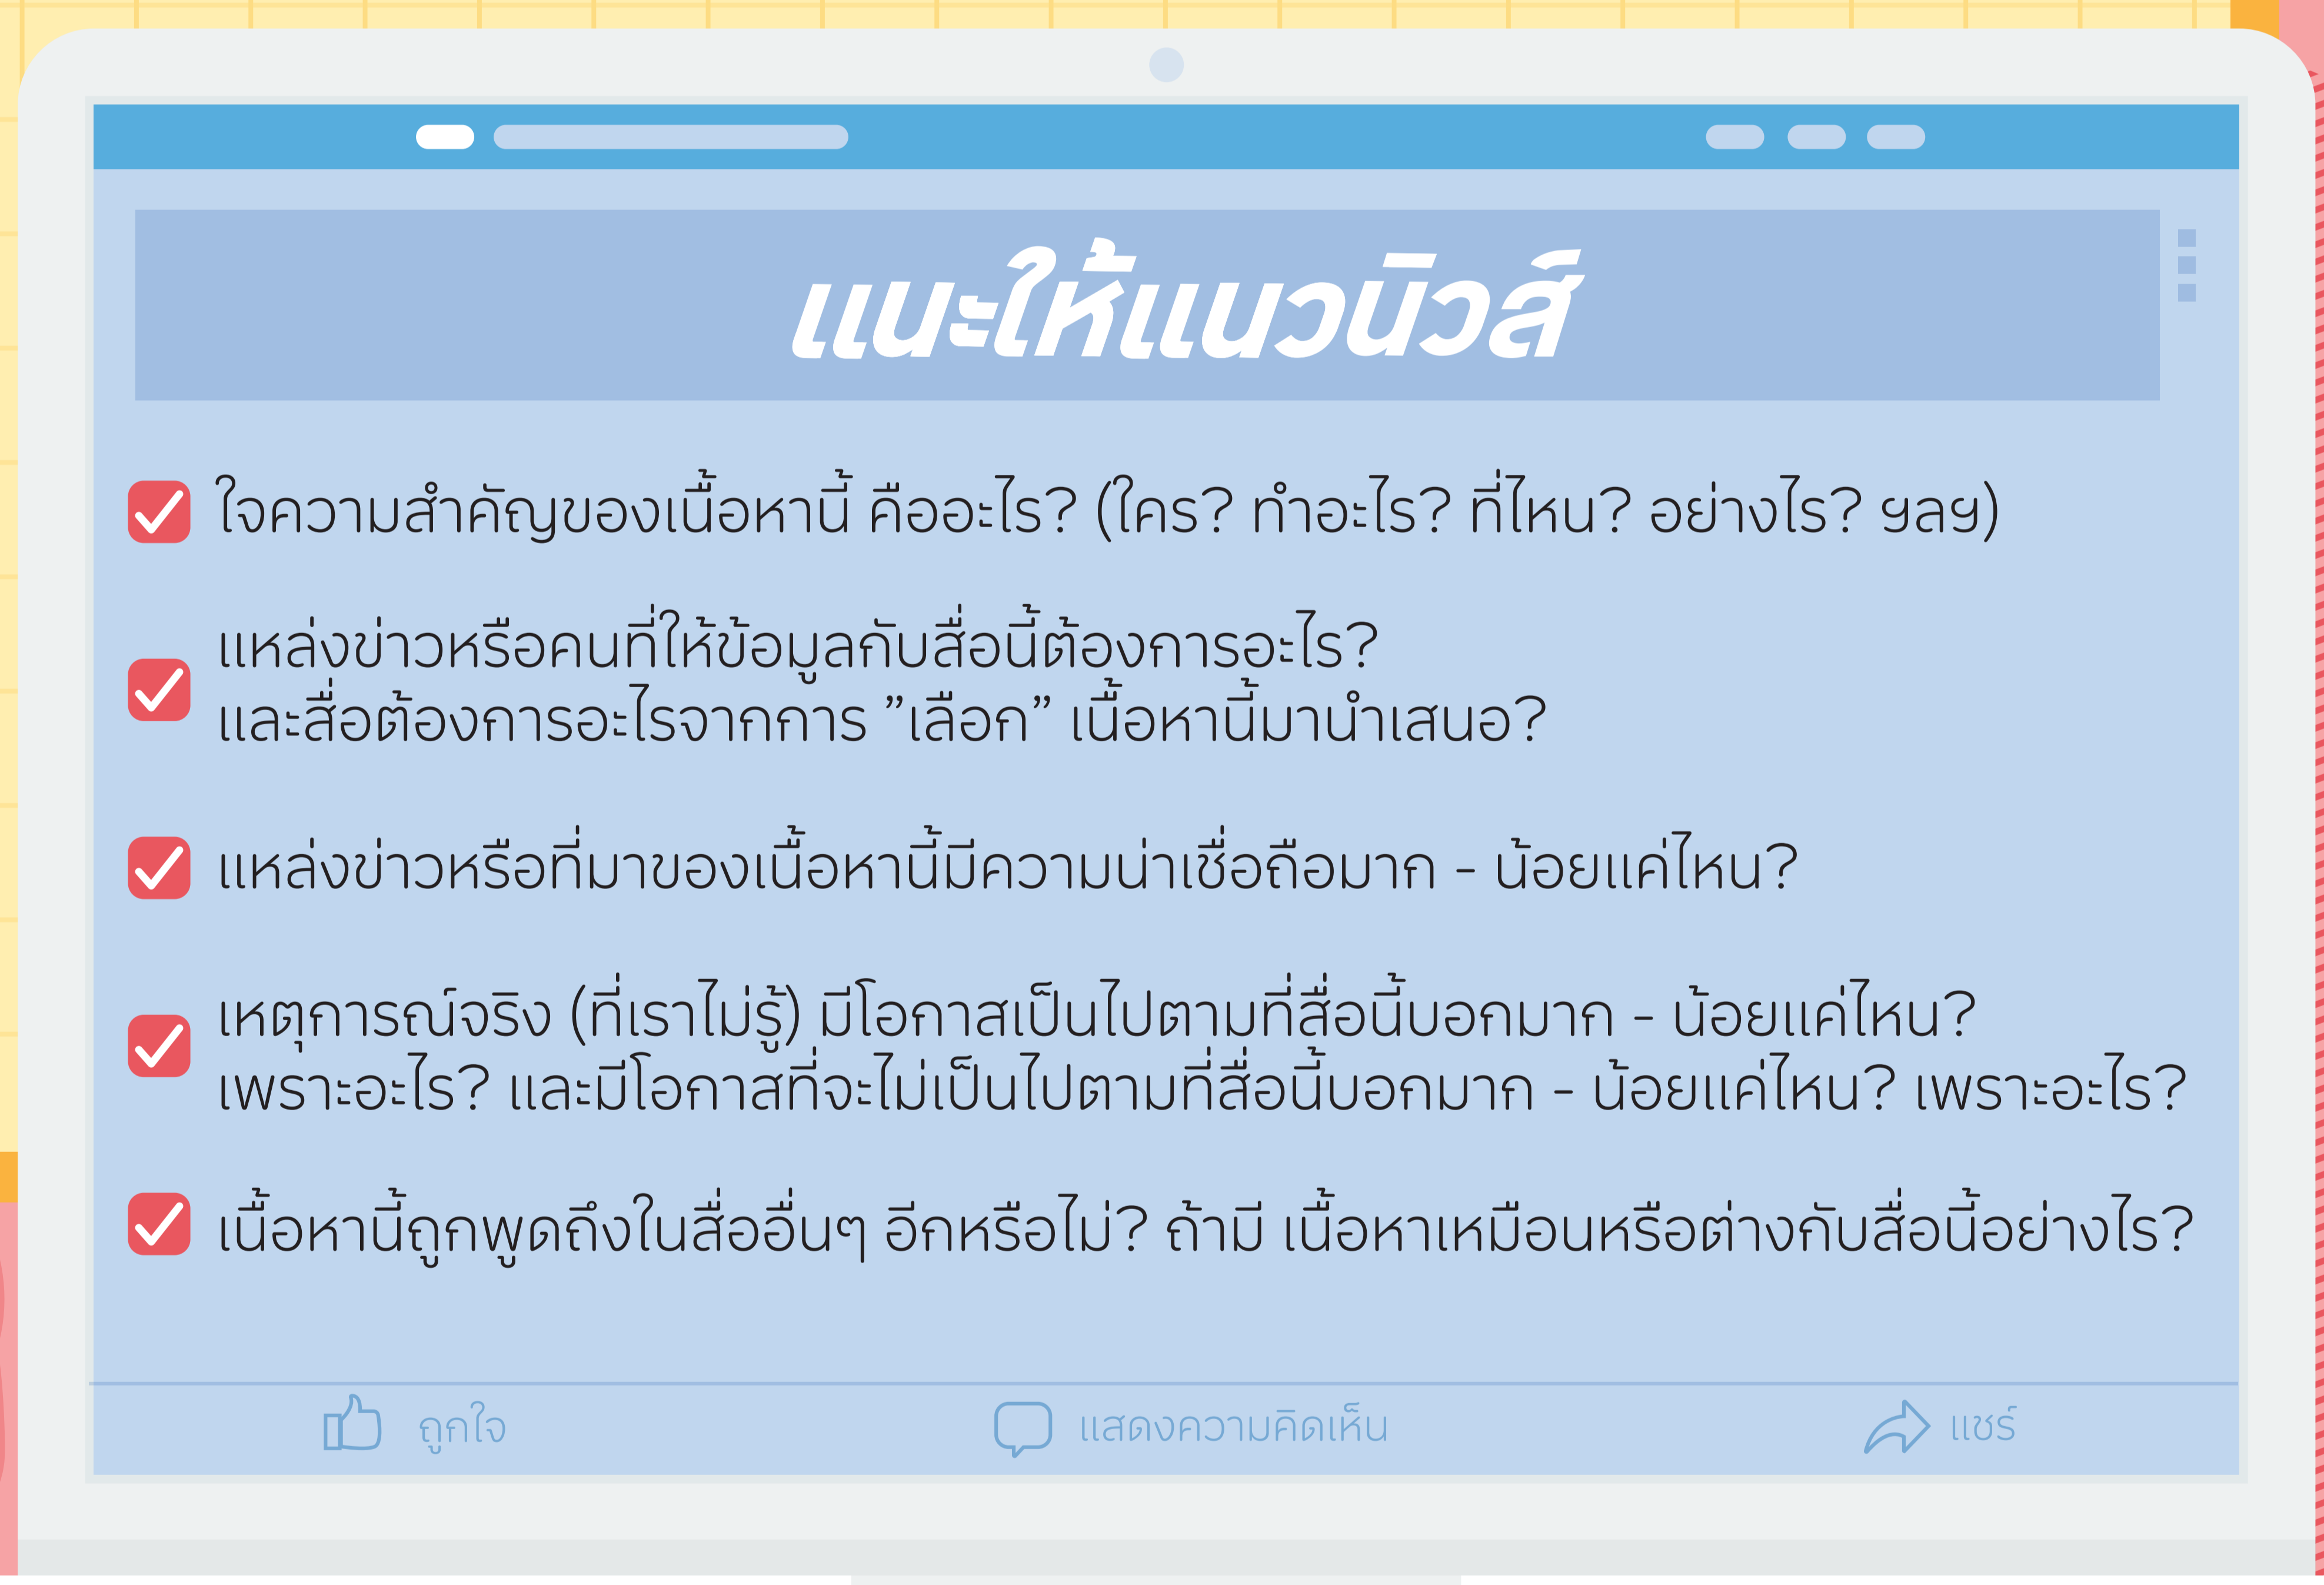 แนะให้แนวนิวส์
ใจความสำคัญของเนื้อหานี้ คืออะไร? (ใคร? ทำอะไร? ที่ไหน? อย่างไร? ฯลฯ)
แหล่งข่าวหรือคนที่ให้ข้อมูลกับสื่อนี้ต้องการอะไร?
และสื่อต้องการอะไรจากการ ”เลือก” เนื้อหานี้มานำเสนอ?
แหล่งข่าวหรือที่มาของเนื้อหานี้มีความน่าเชื่อถือมาก - น้อยแค่ไหน?
เหตุการณ์จริง (ที่เราไม่รู้) มีโอกาสเป็นไปตามที่สื่อนี้บอกมาก - น้อยแค่ไหน?
เพราะอะไร? และมีโอกาสที่จะไม่เป็นไปตามที่สื่อนี้บอกมาก - น้อยแค่ไหน? เพราะอะไร?
เนื้อหานี้ถูกพูดถึงในสื่ออื่นๆ อีกหรือไม่? ถ้ามี เนื้อหาเหมือนหรือต่างกับสื่อนี้อย่างไร?
ถูกใจ แสดงความคิดเห็น แชร์